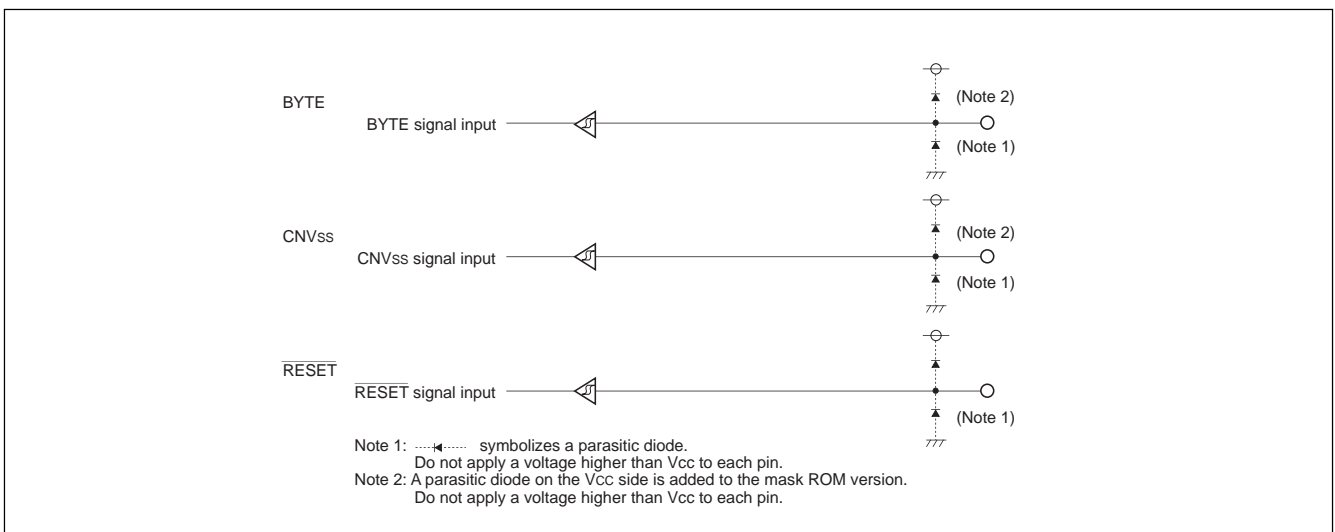 BYTE
(Note 2)
BYTE signal input
(Note 1)
CNVss
(Note 2)
CNVss signal input
(Note 1)
RESET
RESET signal input
(Note 1)
Note 1: symbolizes a parasitic diode.
Do not apply a voltage higher than Vcc to each pin.
Note 2: A parasitic diode on the VCC side is added to the mask ROM version.
Do not apply a voltage higher than Vcc to each pin.